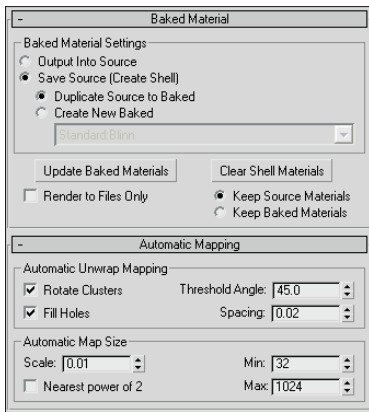 - Baked Material
Baked Material Settings
Output Into Source
Save Source (Create Shell)
Duplicate Source to Baked
Create New Baked
Standard:Blinn
Update Baked Materials Clear Shell Materials
Render to Files Only Keep Source Materials
Keep Baked Materials
- Automatic Mapping
Automatic Unwrap Mapping
Rotate Clusters Threshold Angle: 45.0
Fill Holes Spacing: 0.02
Automatic Map Size
Scale: 0.01 Min: 32
Nearest power of 2 Max: 1024